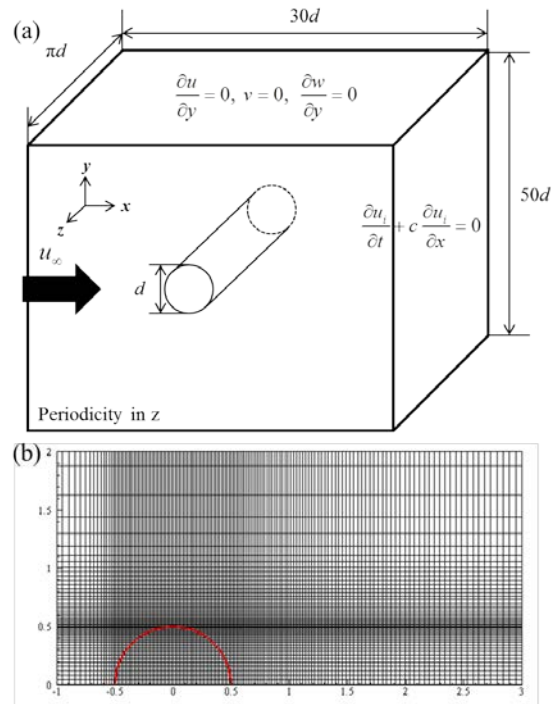 (a)
30d
πd
∂u/∂y = 0, v = 0, ∂w/∂y = 0
50d
y
x
z
∂uᵢ/∂t + c ∂uᵢ/∂x = 0
u∞
d
Periodicity in z
(b)
2
1.5
1
0.5
0
-1 -0.5 0 0.5 1 1.5 2 2.5 3